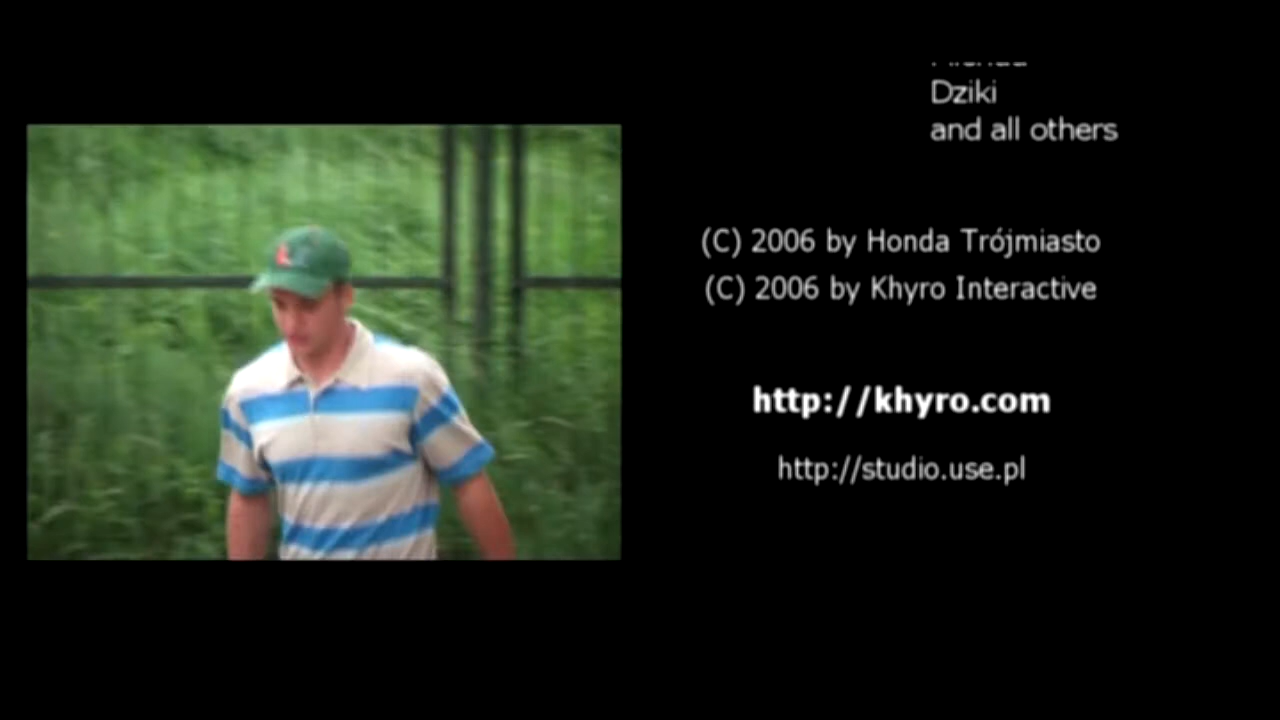 Dziki
and all others
(C) 2006 by Honda Trójmiasto
(C) 2006 by Khyro Interactive
http://khyro.com
http://studio.use.pl